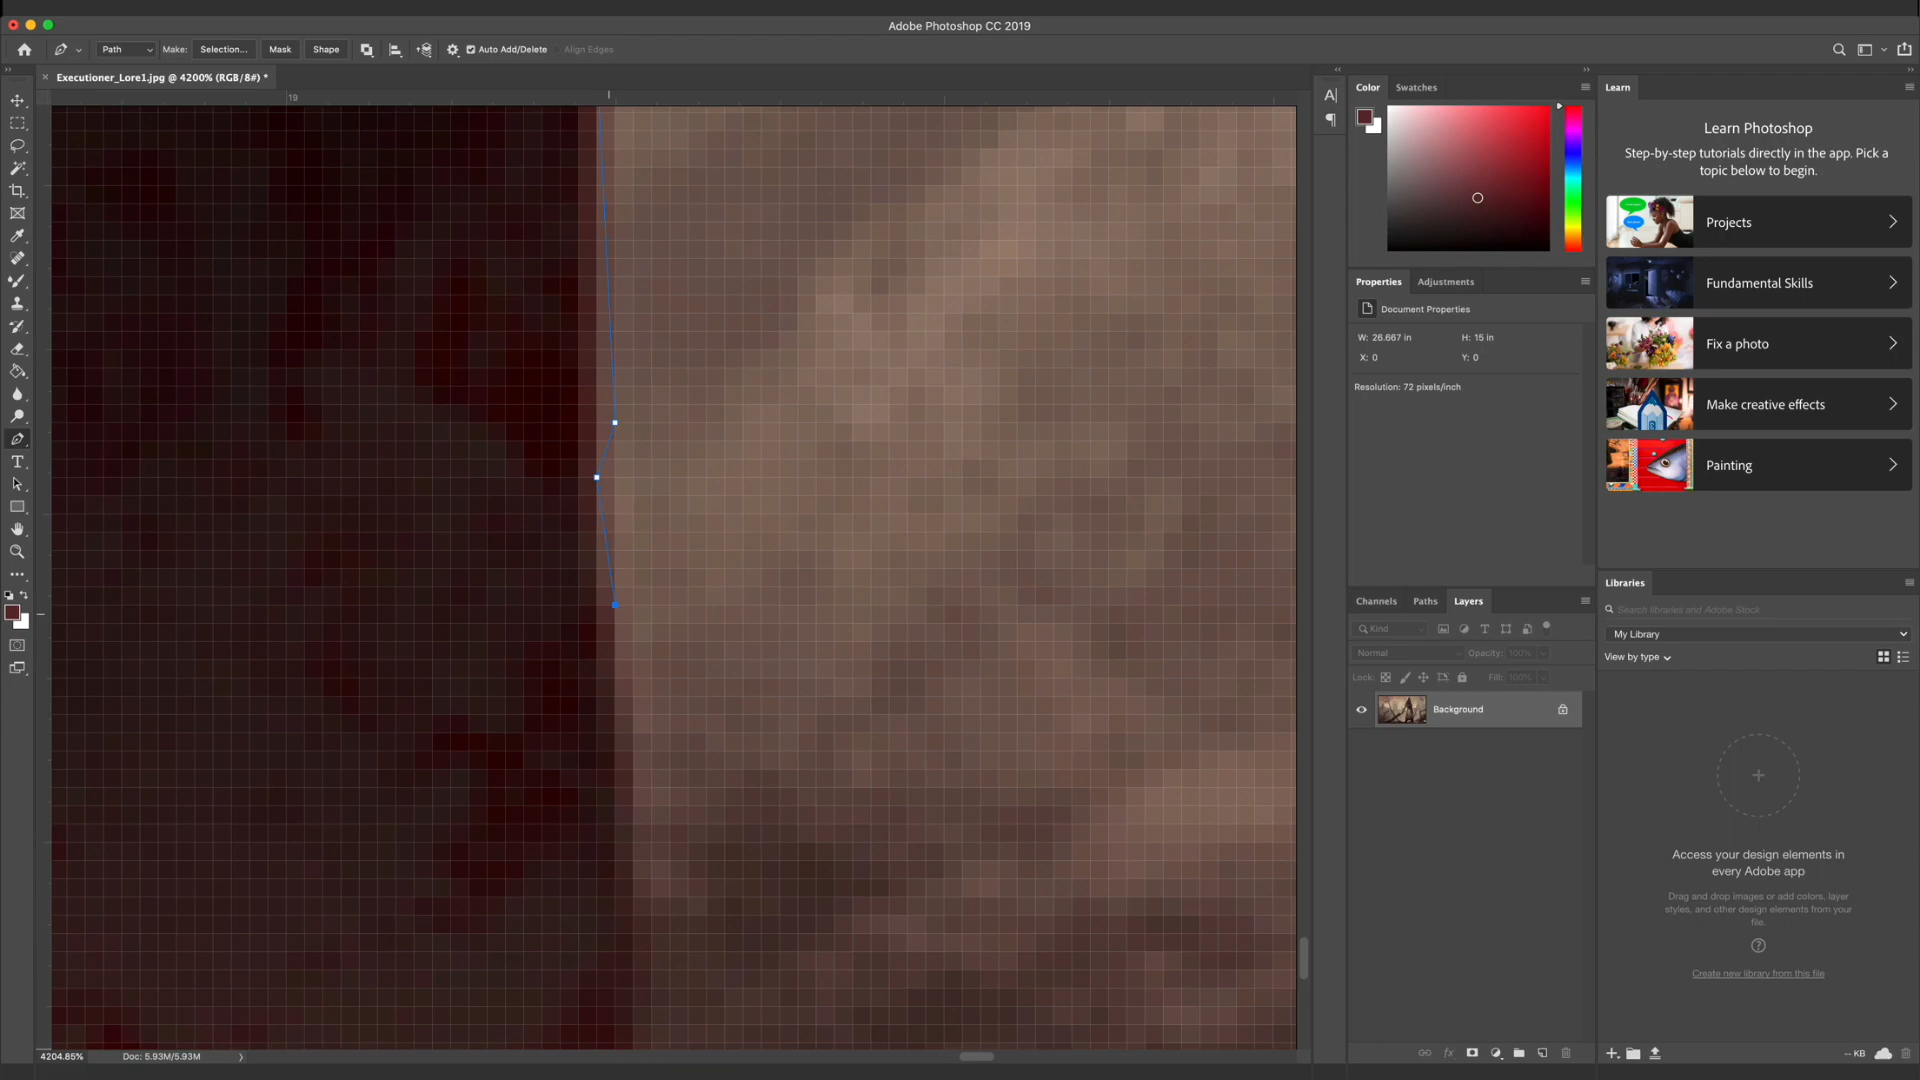 Adobe Photoshop CC 2019
Path Make: Selection... Mask Shape Auto Add/Delete Align Edges
Executioner_Lore1.jpg @ 4200% (RGB/8#) *
19
Color Swatches
Properties Adjustments
Document Properties
W: 26.667 in H: 15 in
X: 0 Y: 0
Resolution: 72 pixels/inch
Channels Paths Layers
Kind
Normal Opacity: 100%
Lock: Fill: 100%
Background
Learn
Learn Photoshop
Step-by-step tutorials directly in the app. Pick a
topic below to begin.
Projects
Fundamental Skills
Fix a photo
Make creative effects
Painting
Libraries
Search libraries and Adobe Stock
My Library
View by type
Access your design elements in
every Adobe app
Drag and drop images or add colors, layer
styles, and other design elements from your
file.
Create new library from this file
-- KB
4204.85% Doc: 5.93M/5.93M